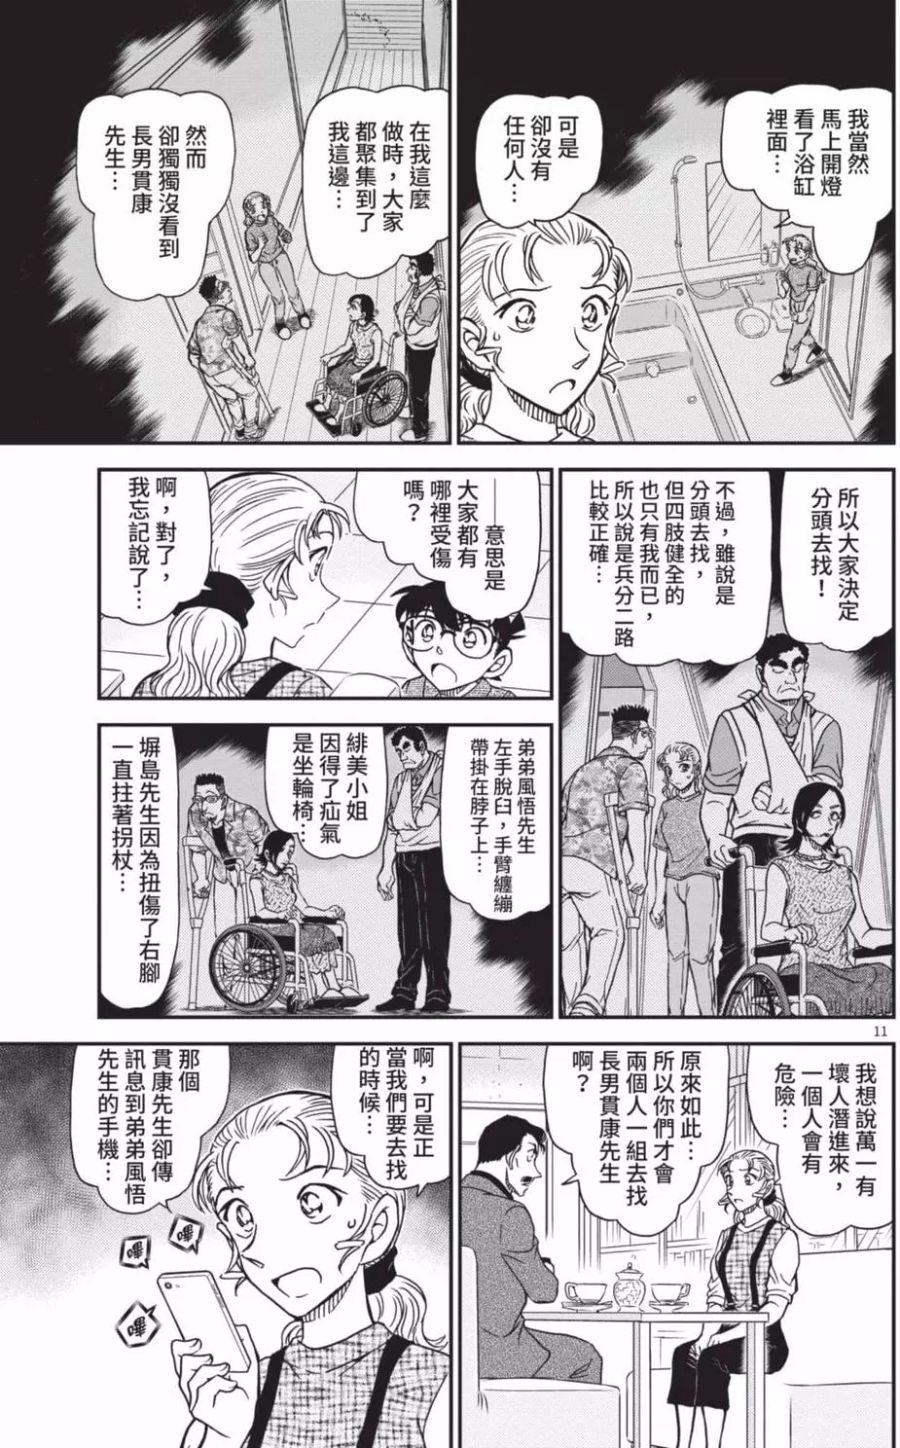 我當然
馬上開燈
看了浴缸
裡面…
可是
卻沒有
任何人…
在我這麼
做時，大家
都聚集到了
我這邊…
然而
卻獨獨沒看到
長男貫康
先生…
所以大家決定
分頭去找！
不過，雖說是
分頭去找，
但四肢健全的
也只有我而已，
所以說是兵分二路
比較正確…
——意思是
大家都有
哪裡受傷
嗎？
啊，對了，
我忘記說了…
弟弟風悟先生
左手脫臼，手臂纏繃
帶掛在脖子上…
緋美小姐
因得了疝氣
是坐輪椅…
塀島先生因為扭傷了右腳
一直拄著拐杖…
11
我想說萬一有
壞人潛進來，
一個人會有
危險…
原來如此…
所以你們才會
兩個人一組去找
長男貫康先生
啊？
啊，可是正
當我們要去找
的時候…
那個
貫康先生卻傳
訊息到弟弟風悟
先生的手機…
嗶
嗶
嗶